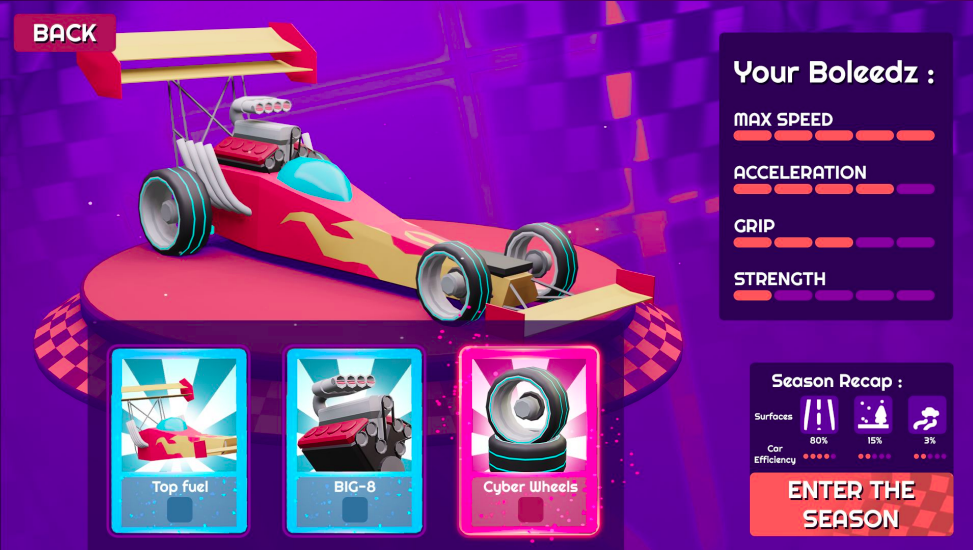 BACK
Your Boleedz :
MAX SPEED
ACCELERATION
GRIP
STRENGTH
Top fuel
BIG-8
Cyber Wheels
Season Recap :
Surfaces
80% 15% 3%
Car
Efficiency
ENTER THE
SEASON